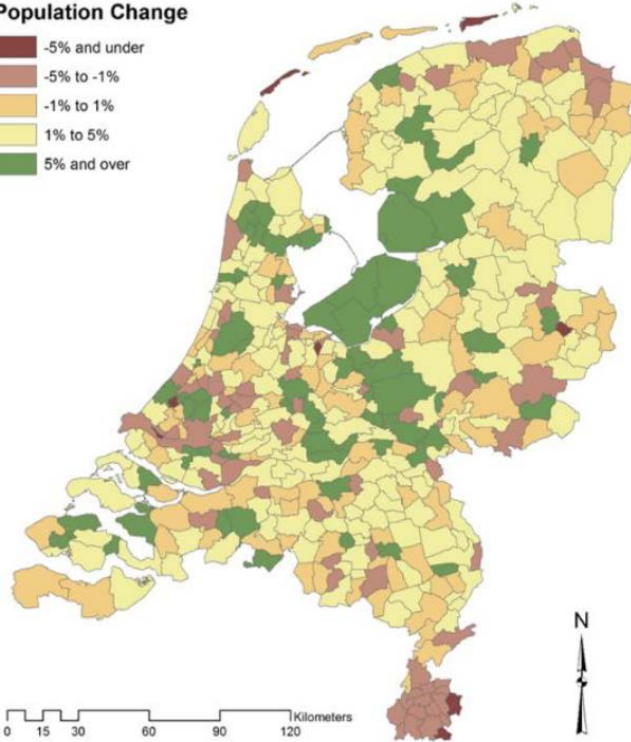 Population Change
-5% and under
-5% to -1%
-1% to 1%
1% to 5%
5% and over
N
Kilometers
0 15 30 60 90 120